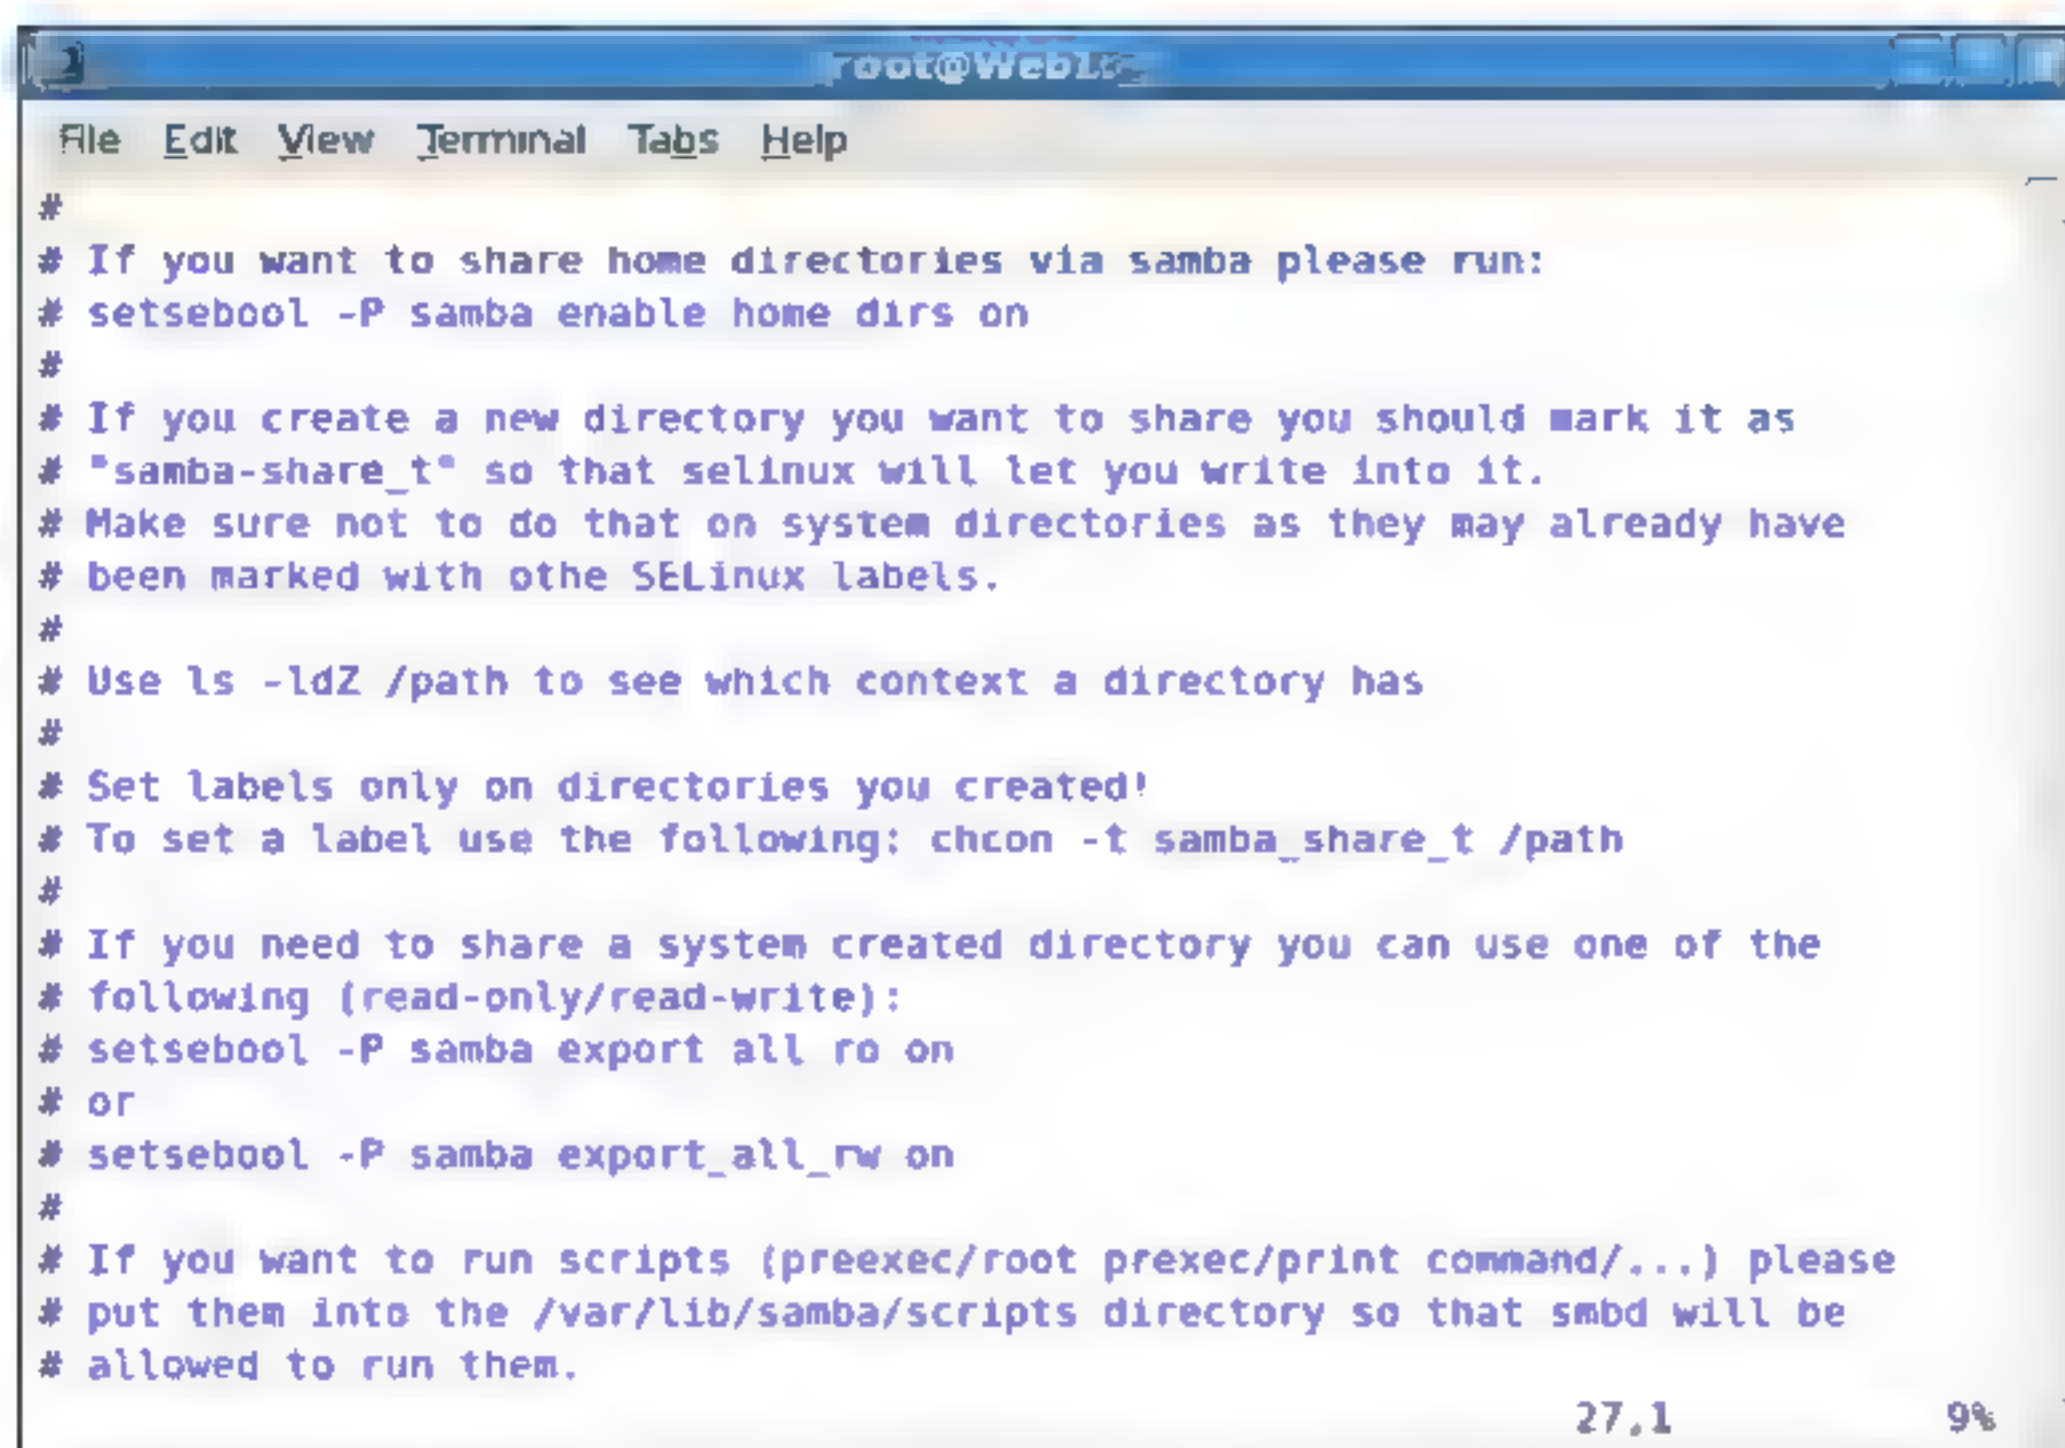 File Edit View Terminal Tabs Help
#
# If you want to share home directories via samba please run:
# setsebool -P samba enable home dirs on
#
# If you create a new directory you want to share you should mark it as
# "samba-share_t" so that selinux will let you write into it.
# Make sure not to do that on system directories as they may already have
# been marked with othe SELinux labels.
#
# Use ls -ldZ /path to see which context a directory has
#
# Set labels only on directories you created!
# To set a label use the following: chcon -t samba_share_t /path
#
# If you need to share a system created directory you can use one of the
# following (read-only/read-write):
# setsebool -P samba export all ro on
# or
# setsebool -P samba export_all_rw on
#
# If you want to run scripts (preexec/root prexec/print command/...) please
# put them into the /var/lib/samba/scripts directory so that smbd will be
# allowed to run them.
27,1 9%